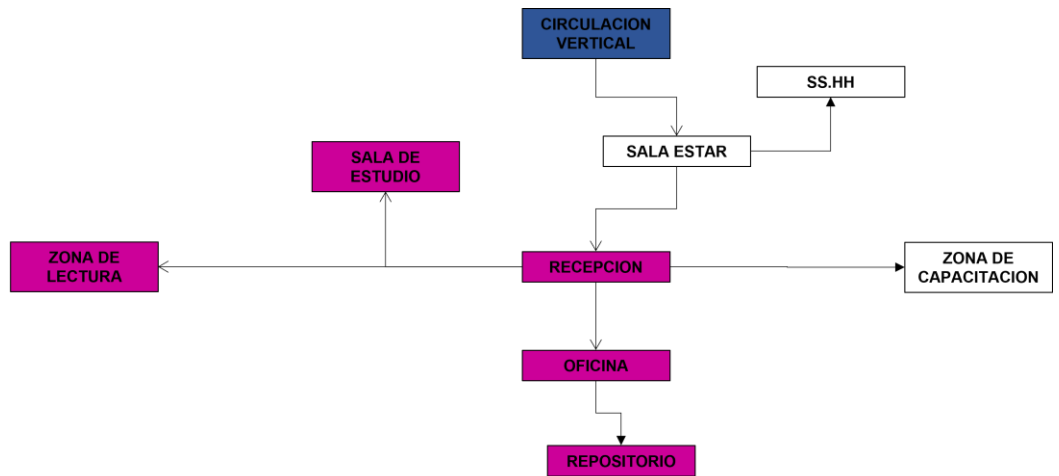 CIRCULACION
VERTICAL
SS.HH
SALA ESTAR
SALA DE
ESTUDIO
ZONA DE
LECTURA
RECEPCION
ZONA DE
CAPACITACION
OFICINA
REPOSITORIO